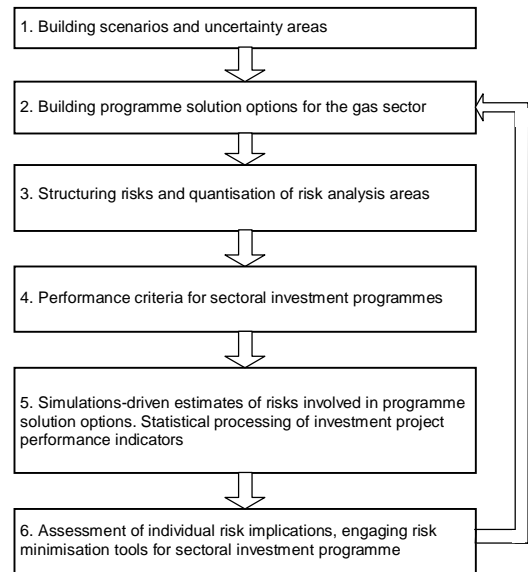 1. Building scenarios and uncertainty areas
2. Building programme solution options for the gas sector
3. Structuring risks and quantisation of risk analysis areas
4. Performance criteria for sectoral investment programmes
5. Simulations-driven estimates of risks involved in programme
solution options. Statistical processing of investment project
performance indicators
6. Assessment of individual risk implications, engaging risk
minimisation tools for sectoral investment programme